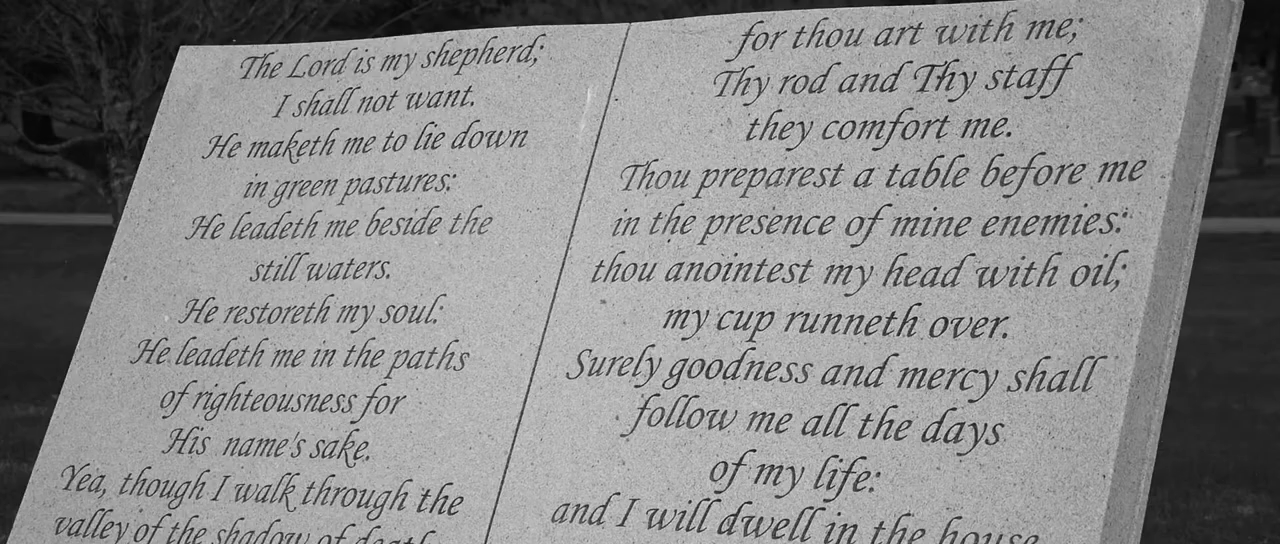 The Lord is my shepherd;
I shall not want.
He maketh me to lie down
in green pastures:
He leadeth me beside the
still waters.
He restoreth my soul:
He leadeth me in the paths
of righteousness for
His name's sake.
Yea, though I walk through the
valley of the shadow of death
for thou art with me;
Thy rod and Thy staff
they comfort me.
Thou preparest a table before me
in the presence of mine enemies:
thou anointest my head with oil;
my cup runneth over.
Surely goodness and mercy shall
follow me all the days
of my life:
and I will dwell in the house